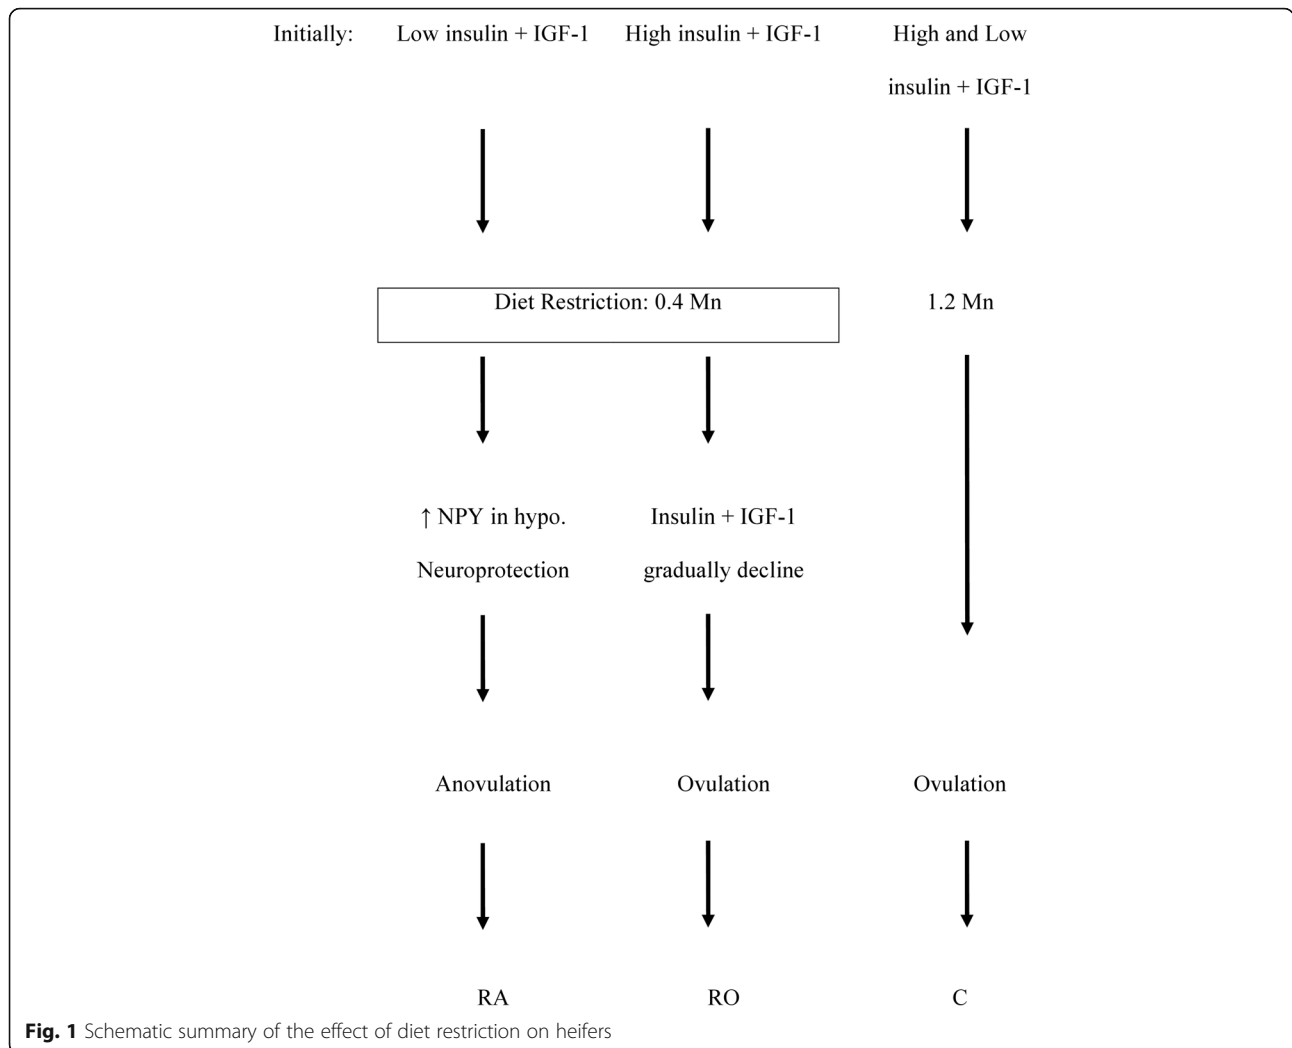 Initially: Low insulin + IGF-1 High insulin + IGF-1 High and Low
insulin + IGF-1
Diet Restriction: 0.4 Mn 1.2 Mn
↑ NPY in hypo. Insulin + IGF-1
Neuroprotection gradually decline
Anovulation Ovulation Ovulation
RA RO C
Fig. 1 Schematic summary of the effect of diet restriction on heifers